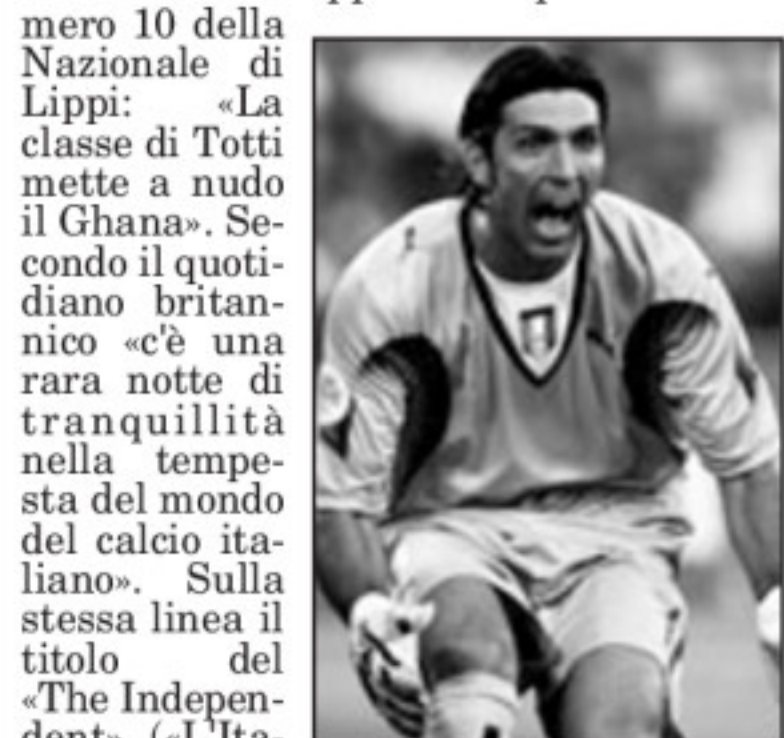 mero 10 della
Nazionale di
Lippi: «La
classe di Totti
mette a nudo
il Ghana». Se-
condo il quoti-
diano britan-
nico «c'è una
rara notte di
tranquillità
nella tempe-
sta del mondo
del calcio ita-
liano». Sulla
stessa linea il
titolo del
«The Indepen-
dent» («L'Ita-